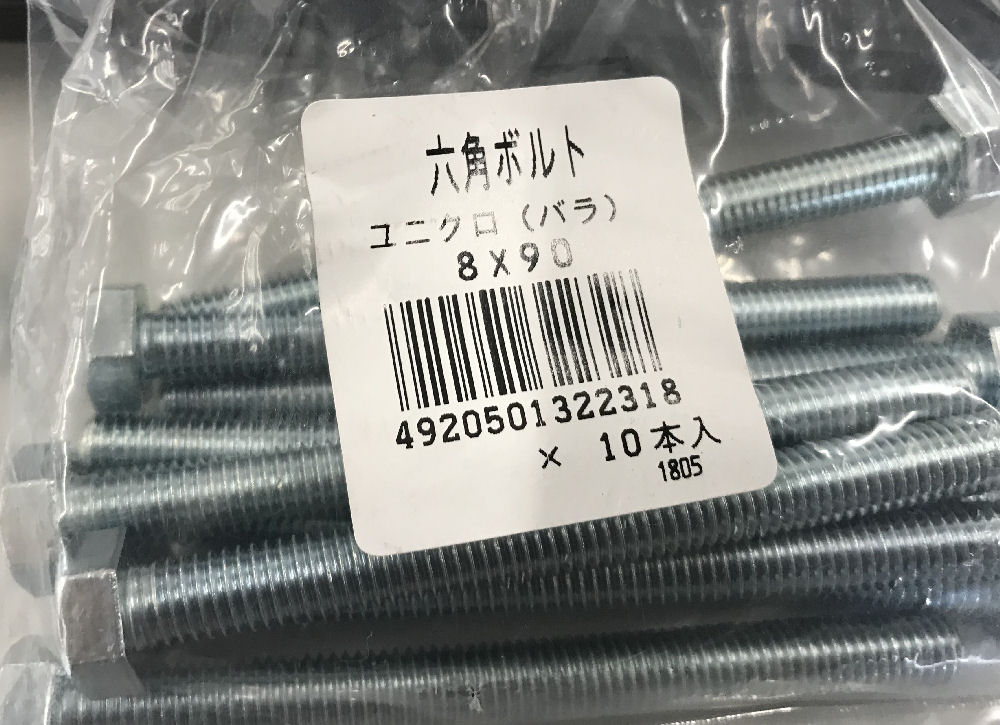 六角ボルト
ユニクロ（バラ）
8X90
4920501322318
× 10本入
1805